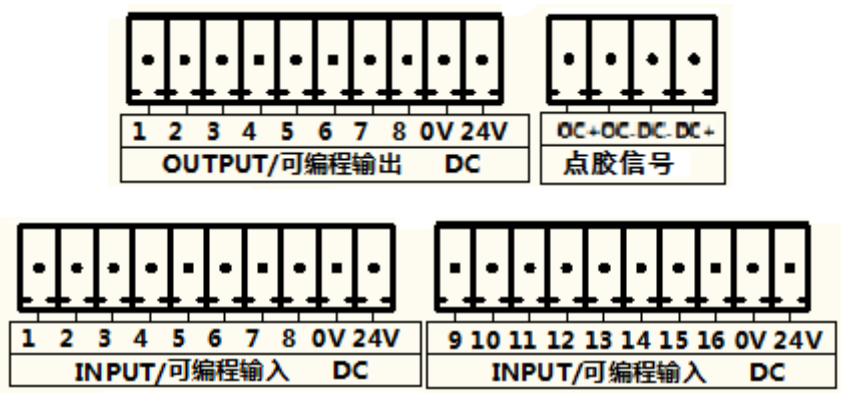 1 2 3 4 5 6 7 8 0V 24V
OUTPUT/可编程输出 DC
OC+OC-DC-DC+
点胶信号
1 2 3 4 5 6 7 8 0V 24V
INPUT/可编程输入 DC
9 10 11 12 13 14 15 16 0V 24V
INPUT/可编程输入 DC